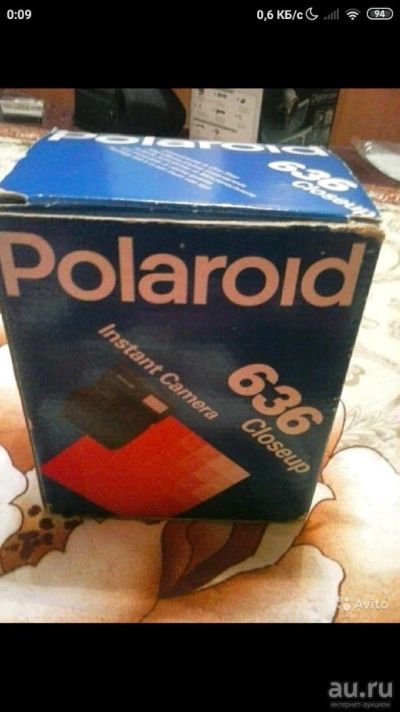 0:09
0,6 КБ/с
94
Polaroid
636
Closeup
Polaroid
Instant Camera
636
Closeup
Avito
au.ru
интернет-аукцион